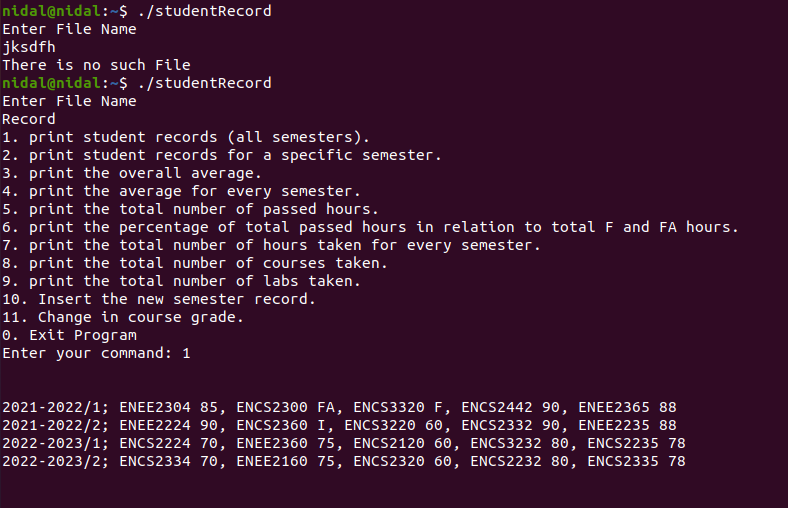 nidal@nidal:~$ ./studentRecord
Enter File Name
jksdfh
There is no such File
nidal@nidal:~$ ./studentRecord
Enter File Name
Record
1. print student records (all semesters).
2. print student records for a specific semester.
3. print the overall average.
4. print the average for every semester.
5. print the total number of passed hours.
6. print the percentage of total passed hours in relation to total F and FA hours.
7. print the total number of hours taken for every semester.
8. print the total number of courses taken.
9. print the total number of labs taken.
10. Insert the new semester record.
11. Change in course grade.
0. Exit Program
Enter your command: 1
2021-2022/1; ENEE2304 85, ENCS2300 FA, ENCS3320 F, ENCS2442 90, ENEE2365 88
2021-2022/2; ENEE2224 90, ENCS2360 I, ENCS3220 60, ENCS2332 90, ENEE2235 88
2022-2023/1; ENCS2224 70, ENEE2360 75, ENCS2120 60, ENCS3232 80, ENCS2235 78
2022-2023/2; ENCS2334 70, ENEE2160 75, ENCS2320 60, ENCS2232 80, ENCS2335 78